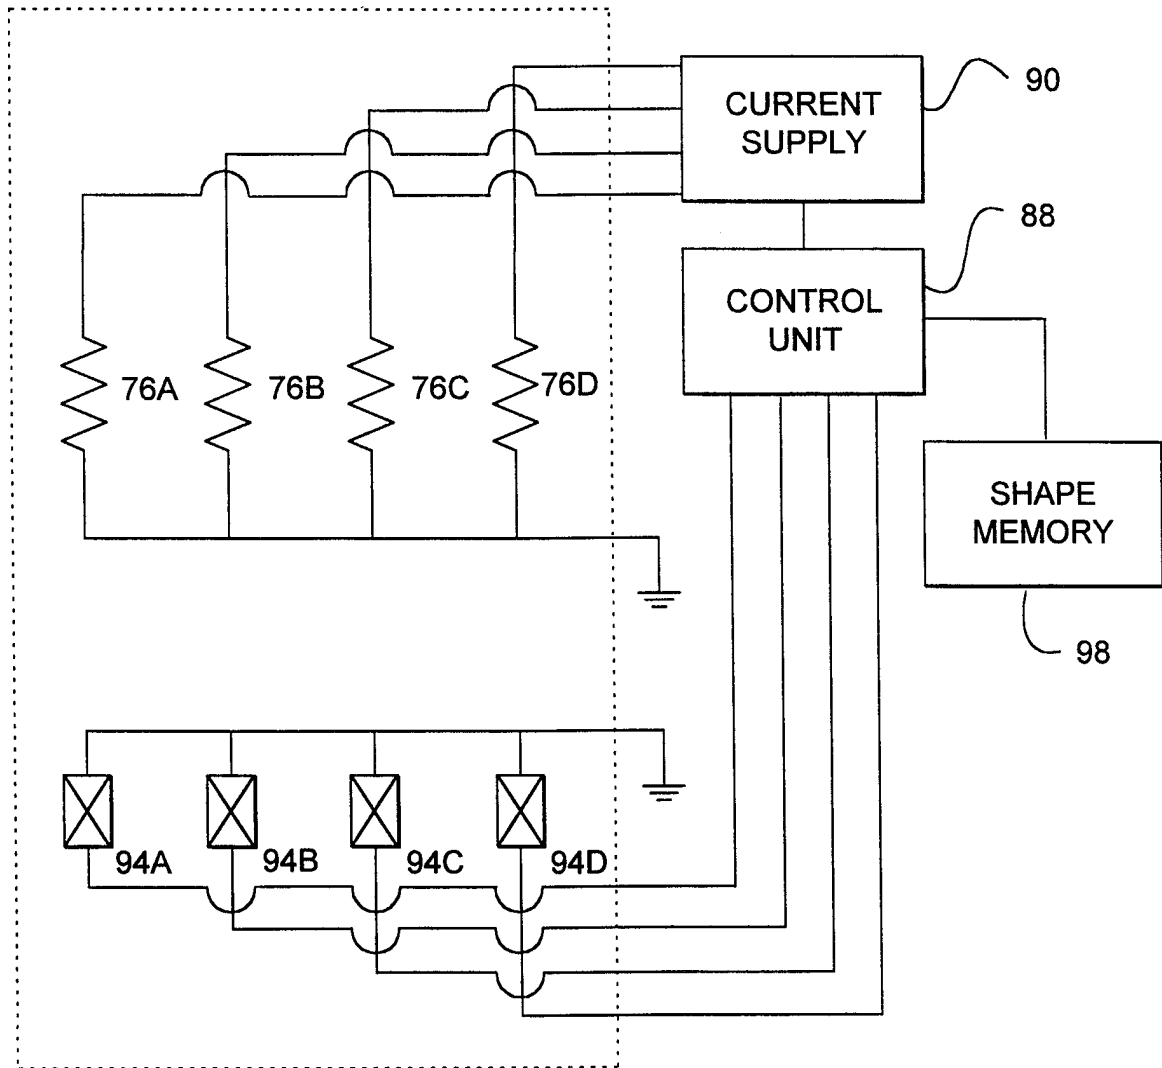 CURRENT
SUPPLY
90
CONTROL
UNIT
88
76A
76B
76C
76D
SHAPE
MEMORY
98
94A
94B
94C
94D